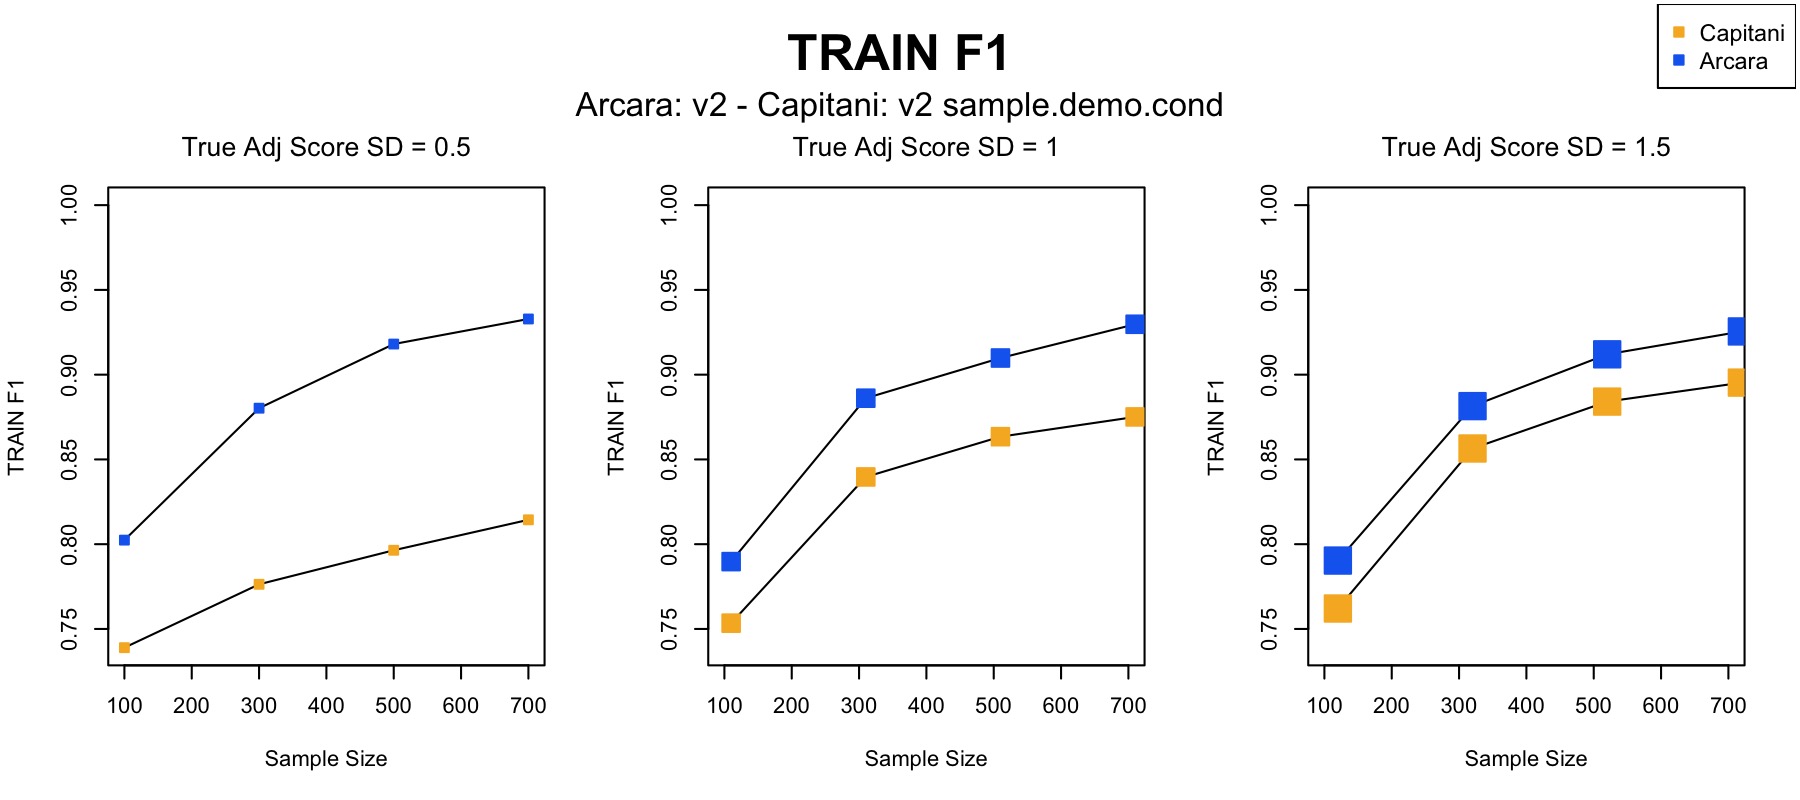 TRAIN F1
Arcara: v2 - Capitani: v2 sample.demo.cond
Capitani
Arcara
True Adj Score SD = 0.5
TRAIN F1
1.00
0.95
0.90
0.85
0.80
0.75
100 200 300 400 500 600 700
Sample Size
True Adj Score SD = 1
TRAIN F1
1.00
0.95
0.90
0.85
0.80
0.75
100 200 300 400 500 600 700
Sample Size
True Adj Score SD = 1.5
TRAIN F1
1.00
0.95
0.90
0.85
0.80
0.75
100 200 300 400 500 600 700
Sample Size